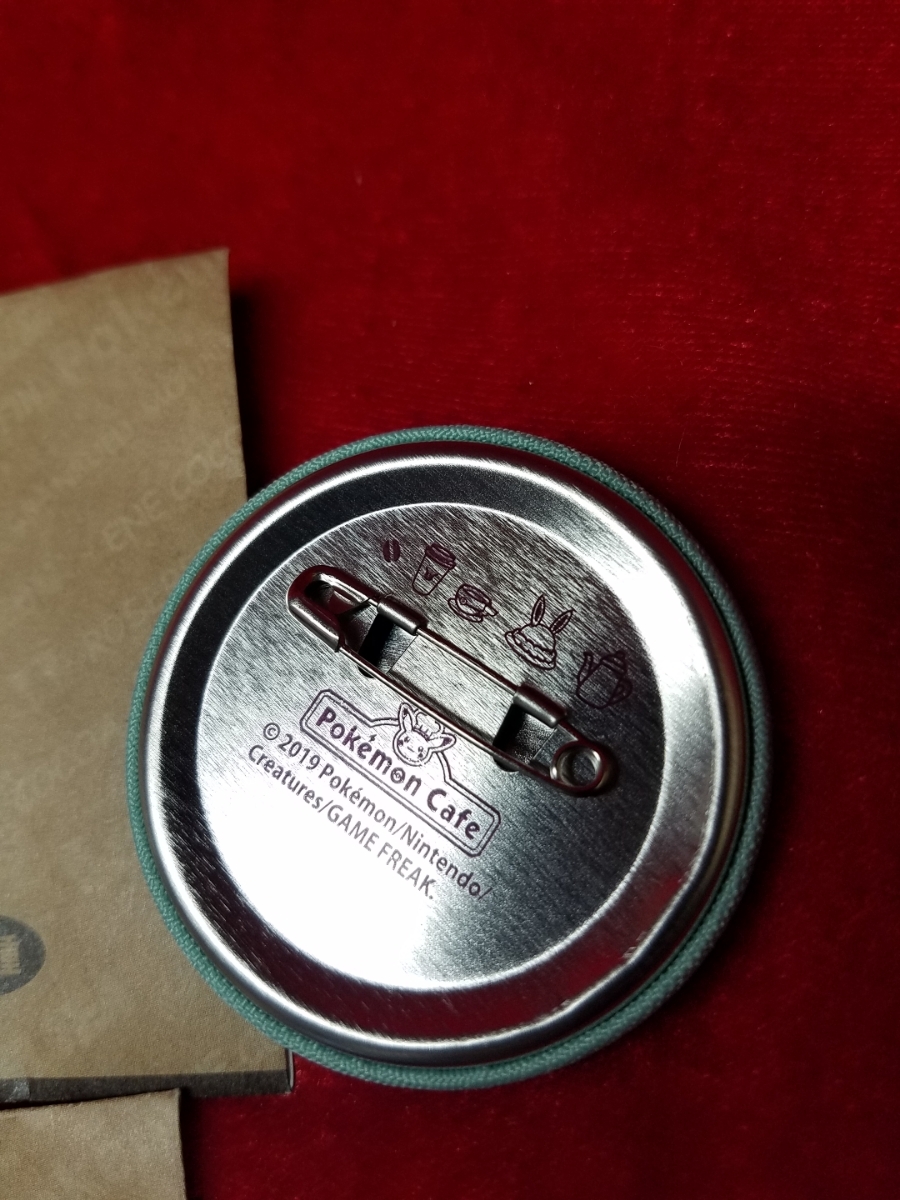 Pokémon Cafe
© 2019 Pokémon/Nintendo/
Creatures/GAME FREAK.